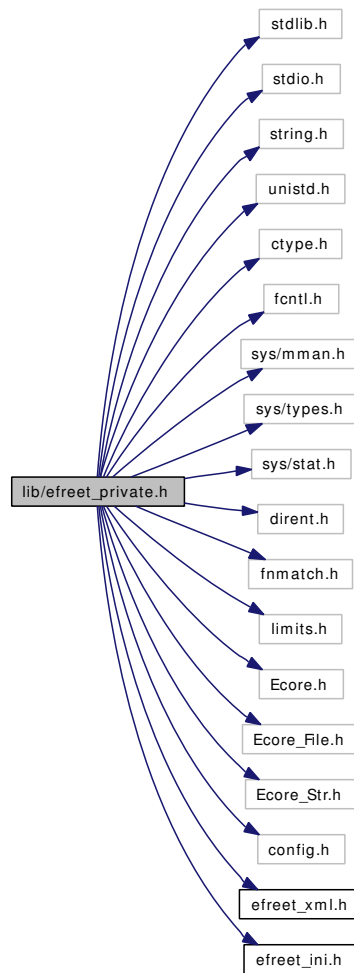 stdlib.h
stdio.h
string.h
unistd.h
ctype.h
fcntl.h
sys/mman.h
sys/types.h
sys/stat.h
lib/efreet_private.h
dirent.h
fnmatch.h
limits.h
Ecore.h
Ecore_File.h
Ecore_Str.h
config.h
efreet_xml.h
efreet_ini.h